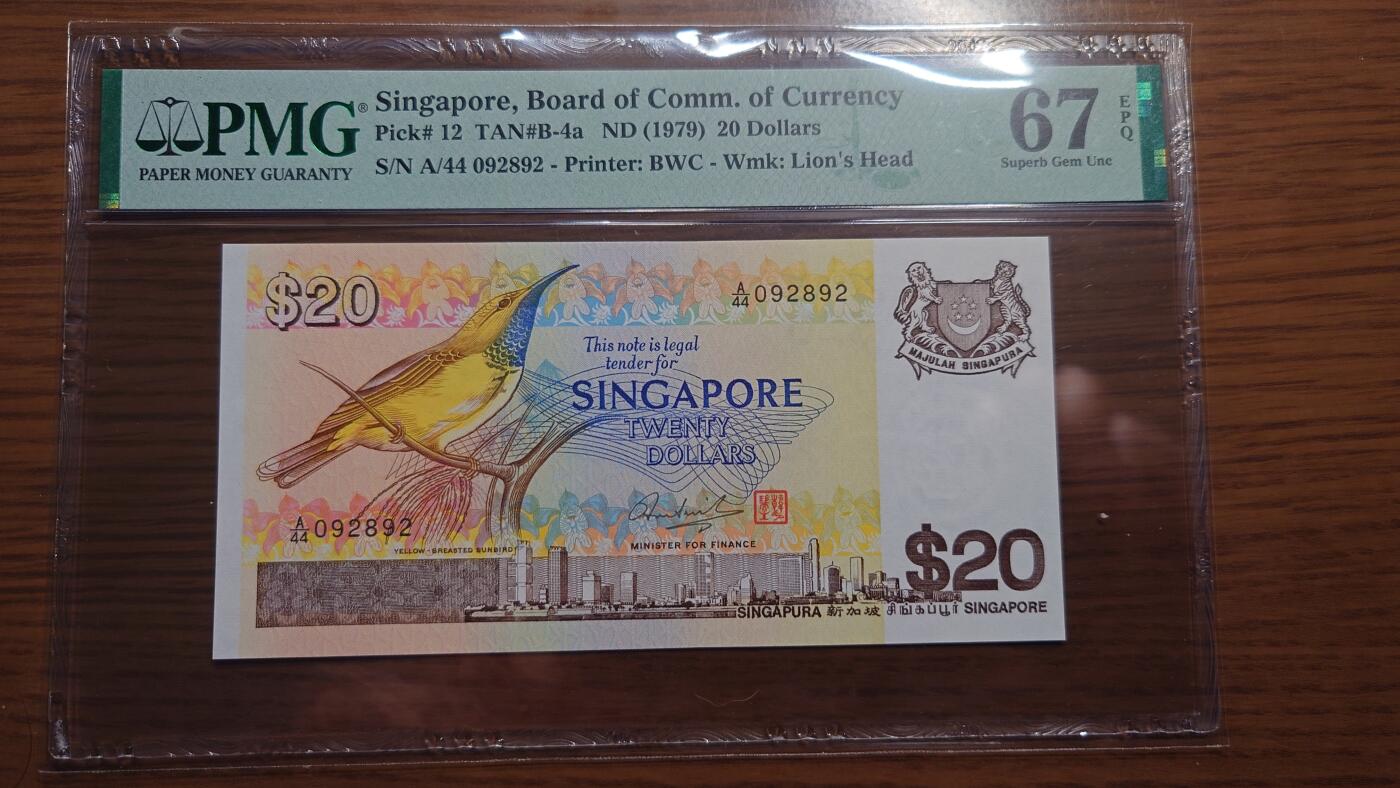 PMG®
PAPER MONEY GUARANTY
Singapore, Board of Comm. of Currency
Pick# 12 TAN#B-4a ND (1979) 20 Dollars
S/N A/44 092892 - Printer: BWC - Wmk: Lion's Head
67
EPQ
Superb Gem Unc
$20
A/44 092892
MAJULAH SINGAPURA
This note is legal
tender for
SINGAPORE
TWENTY
DOLLARS
A/44 092892
YELLOW-BREASTED SUNBIRD
MINISTER FOR FINANCE
$20
SINGAPURA 新加坡 சிங்கப்பூர் SINGAPORE